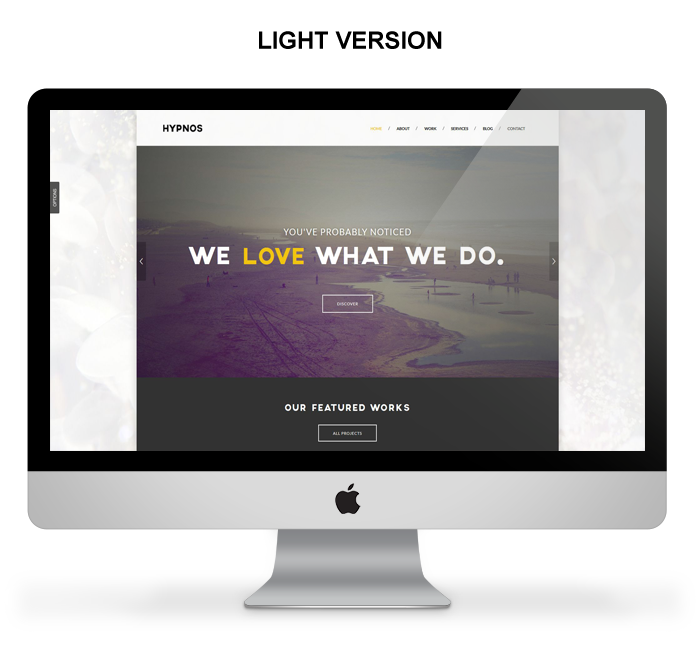 LIGHT VERSION
HYPNOS
HOME / ABOUT / WORK / SERVICES / BLOG / CONTACT
OPTIONS
YOU'VE PROBABLY NOTICED
WE LOVE WHAT WE DO.
DISCOVER
OUR FEATURED WORKS
ALL PROJECTS